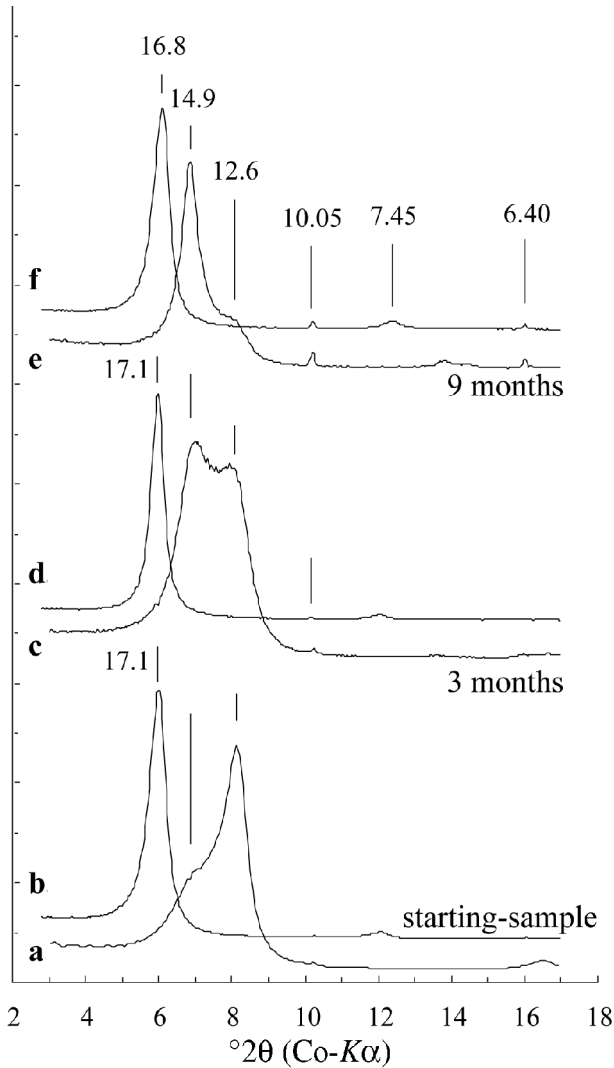 16.8
14.9
12.6
10.05
7.45
6.40
f
e
17.1
9 months
d
c
17.1
3 months
b
starting-sample
a
2 4 6 8 10 12 14 16 18
°2θ (Co-Kα)